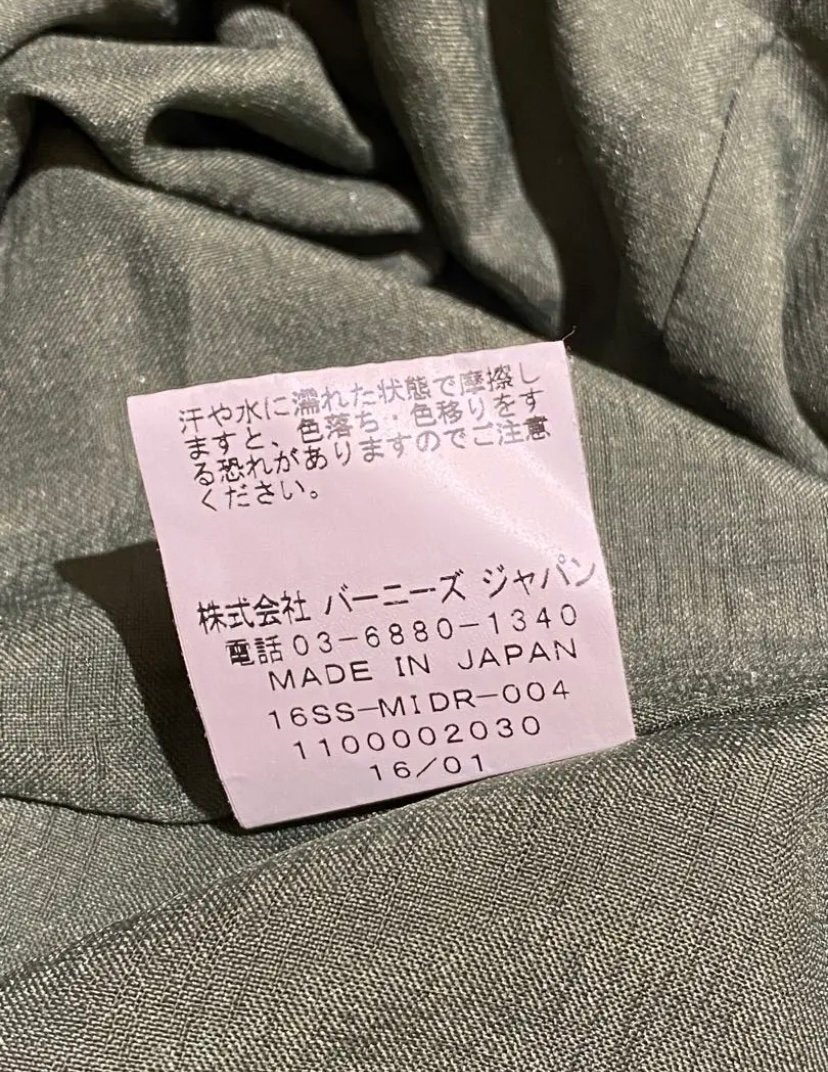 汗や水に濡れた状態で摩擦し
ますと、色落ち・色移りをす
る恐れがありますのでご注意
ください。
株式会社 バーニーズ ジャパン
電話03-6880-1340
MADE IN JAPAN
16SS-MIDR-004
1100002030
16/01